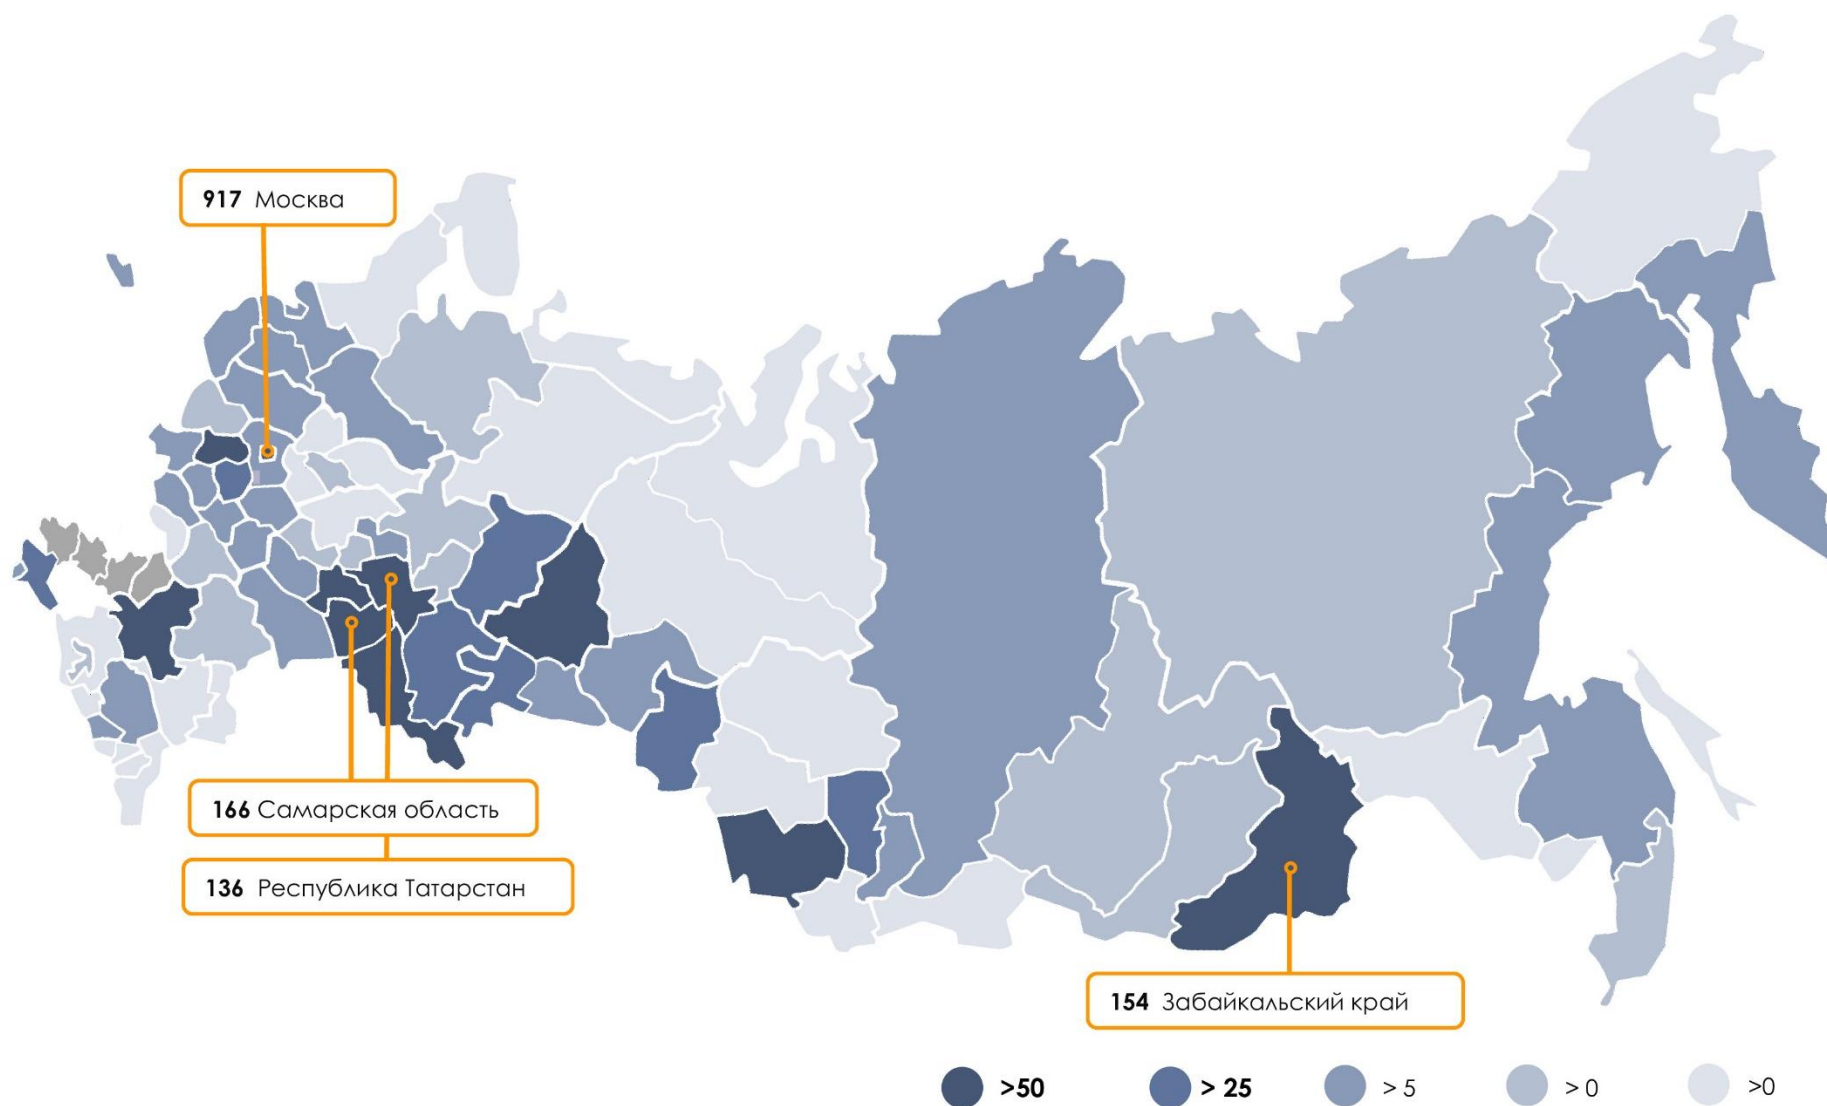 917 Москва
166 Самарская область
136 Республика Татарстан
154 Забайкальский край
>50 > 25 > 5 > 0 >0